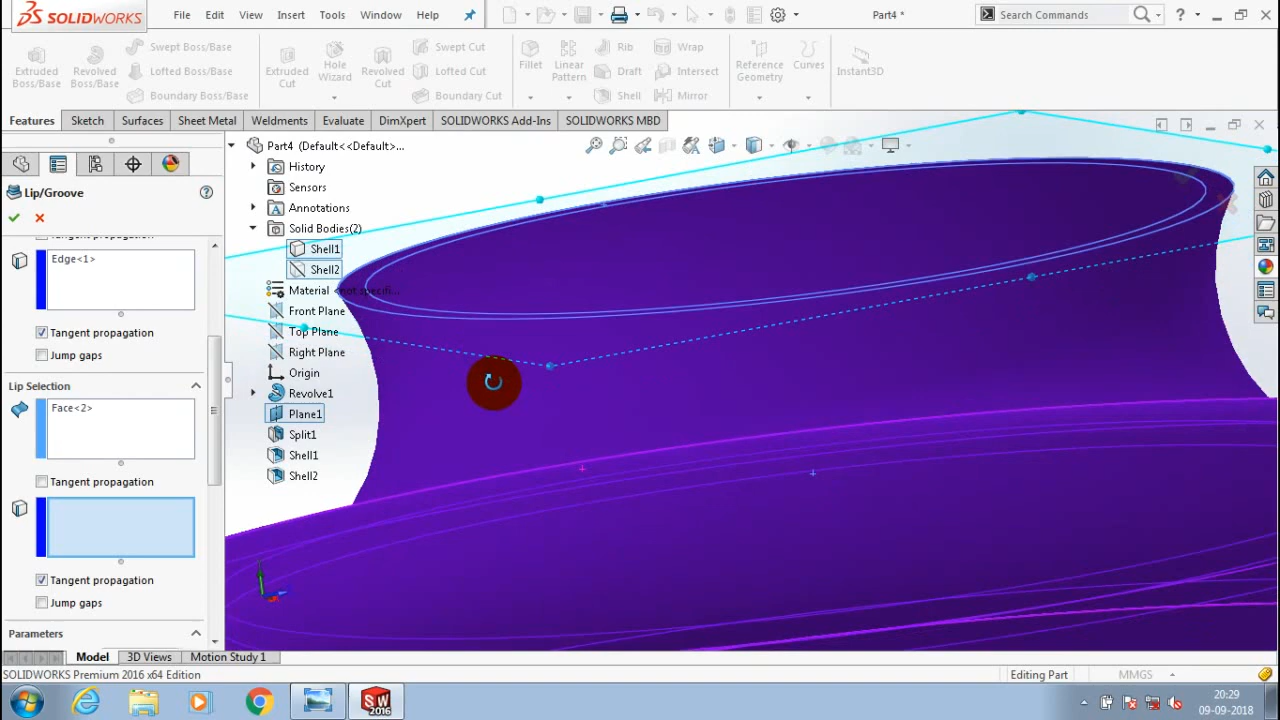 SOLIDWORKS
File Edit View Insert Tools Window Help
Part4 *
Search Commands
Extruded Boss/Base
Revolved Boss/Base
Swept Boss/Base
Lofted Boss/Base
Boundary Boss/Base
Extruded Cut
Hole Wizard
Revolved Cut
Swept Cut
Lofted Cut
Boundary Cut
Fillet
Linear Pattern
Rib
Draft
Shell
Wrap
Intersect
Mirror
Reference Geometry
Curves
Instant3D
Features Sketch Surfaces Sheet Metal Weldments Evaluate DimXpert SOLIDWORKS Add-Ins SOLIDWORKS MBD
Lip/Groove
Tangent propagation
Edge<1>
Tangent propagation
Jump gaps
Lip Selection
Face<2>
Tangent propagation
Tangent propagation
Jump gaps
Parameters
Part4 (Default<<Default>...
History
Sensors
Annotations
Solid Bodies(2)
Shell1
Shell2
Material <not specifi...
Front Plane
Top Plane
Right Plane
Origin
Revolve1
Plane1
Split1
Shell1
Shell2
Model 3D Views Motion Study 1
SOLIDWORKS Premium 2016 x64 Edition
Editing Part
MMGS
SW
2016
20:29
09-09-2018